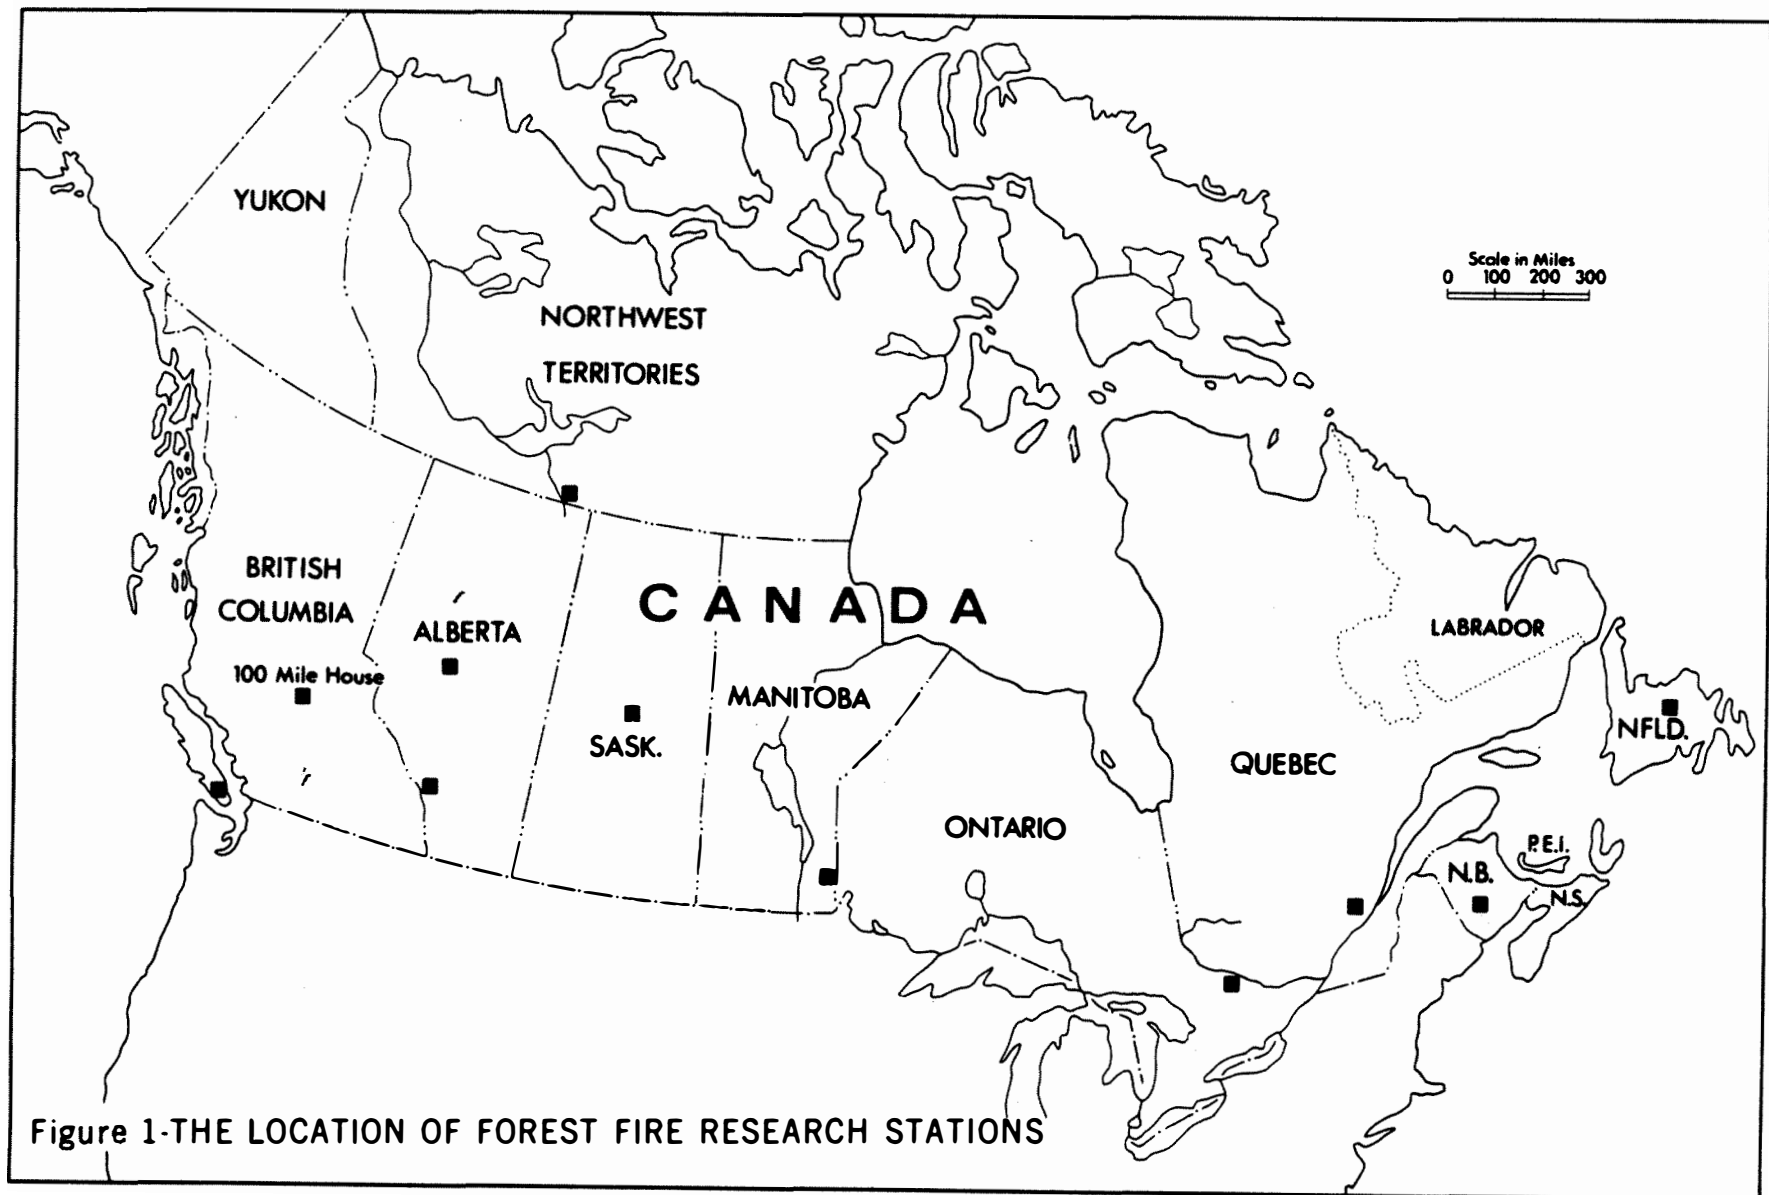 YUKON
Scale in Miles
0 100 200 300
NORTHWEST
TERRITORIES
BRITISH
COLUMBIA
CANADA
ALBERTA
LABRADOR
100 Mile House
MANITOBA
NFLD.
SASK.
QUEBEC
ONTARIO
P.E.I.
N.B.
N.S.
Figure 1-THE LOCATION OF FOREST FIRE RESEARCH STATIONS